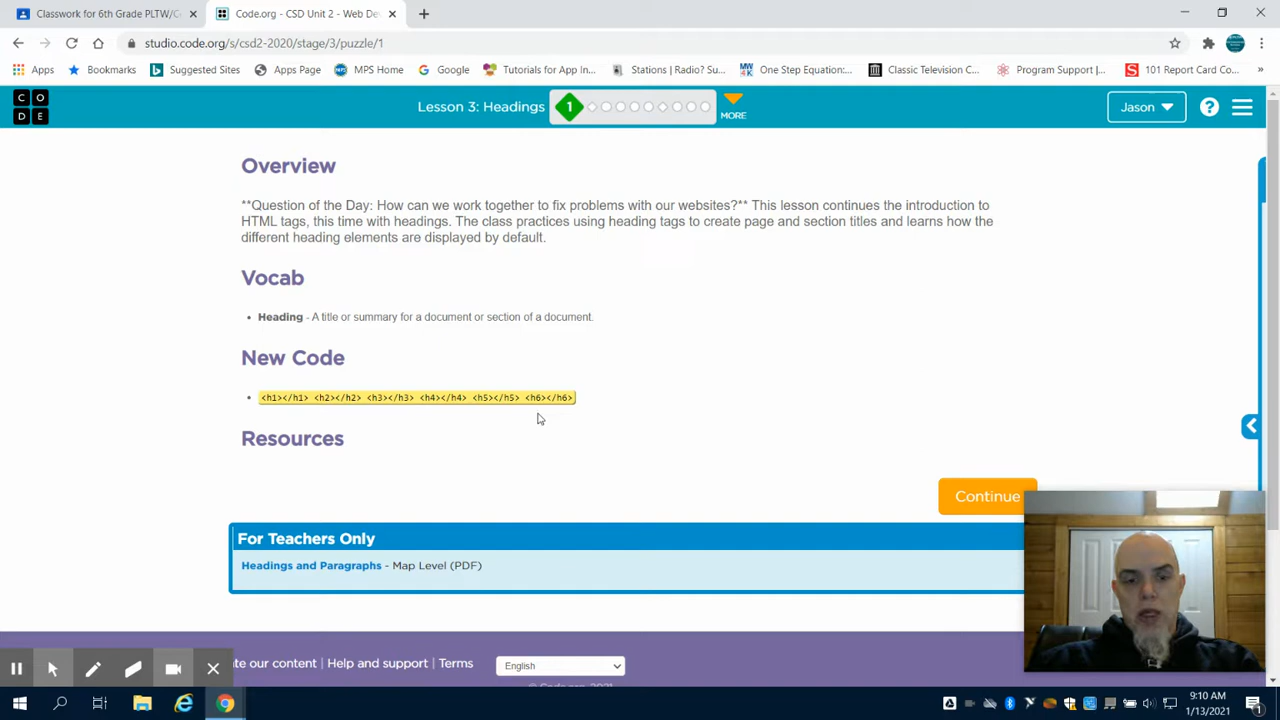 Classwork for 6th Grade PLTW/C
Code.org - CSD Unit 2 - Web De
studio.code.org/s/csd2-2020/stage/3/puzzle/1
Apps Bookmarks Suggested Sites Apps Page MPS Home Google Tutorials for App In... Stations | Radio? Su... One Step Equation:... Classic Television C... Program Support |... 101 Report Card Co... »
CODE
Lesson 3: Headings 1 MORE Jason ?
Overview
**Question of the Day: How can we work together to fix problems with our websites?** This lesson continues the introduction to
HTML tags, this time with headings. The class practices using heading tags to create page and section titles and learns how the
different heading elements are displayed by default.
Vocab
• Heading - A title or summary for a document or section of a document.
New Code
• <h1></h1> <h2></h2> <h3></h3> <h4></h4> <h5></h5> <h6></h6>
Resources
Continue
For Teachers Only
Headings and Paragraphs - Map Level (PDF)
ate our content | Help and support | Terms English
© Code.org, 2021
9:10 AM
1/13/2021